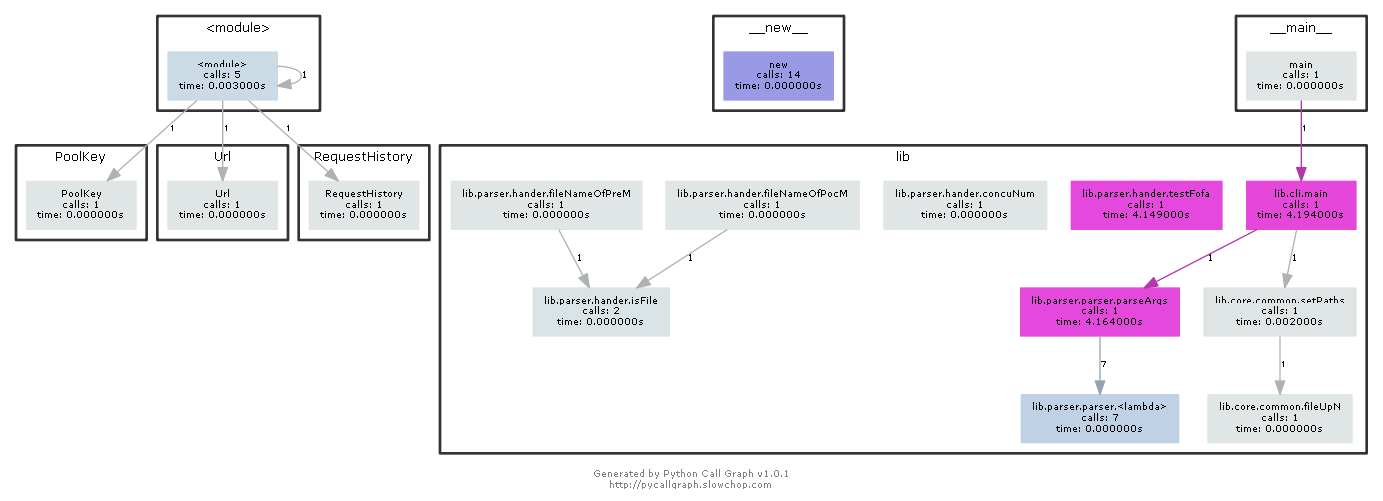 <module>
<module>
calls: 5
time: 0.003000s
1
__new__
new
calls: 14
time: 0.000000s
__main__
main
calls: 1
time: 0.000000s
1
1
1
1
PoolKey
PoolKey
calls: 1
time: 0.000000s
Url
Url
calls: 1
time: 0.000000s
RequestHistory
RequestHistory
calls: 1
time: 0.000000s
lib
lib.parser.hander.fileNameOfPreM
calls: 1
time: 0.000000s
lib.parser.hander.fileNameOfPocM
calls: 1
time: 0.000000s
lib.parser.hander.concuNum
calls: 1
time: 0.000000s
lib.parser.hander.testFofa
calls: 1
time: 4.149000s
lib.cli.main
calls: 1
time: 4.194000s
1
1
1
1
lib.parser.hander.isFile
calls: 2
time: 0.000000s
lib.parser.parser.parseArgs
calls: 1
time: 4.164000s
lib.core.common.setPaths
calls: 1
time: 0.002000s
7
1
lib.parser.parser.<lambda>
calls: 7
time: 0.000000s
lib.core.common.fileUpN
calls: 1
time: 0.000000s
Generated by Python Call Graph v1.0.1
http://pycallgraph.slowchop.com